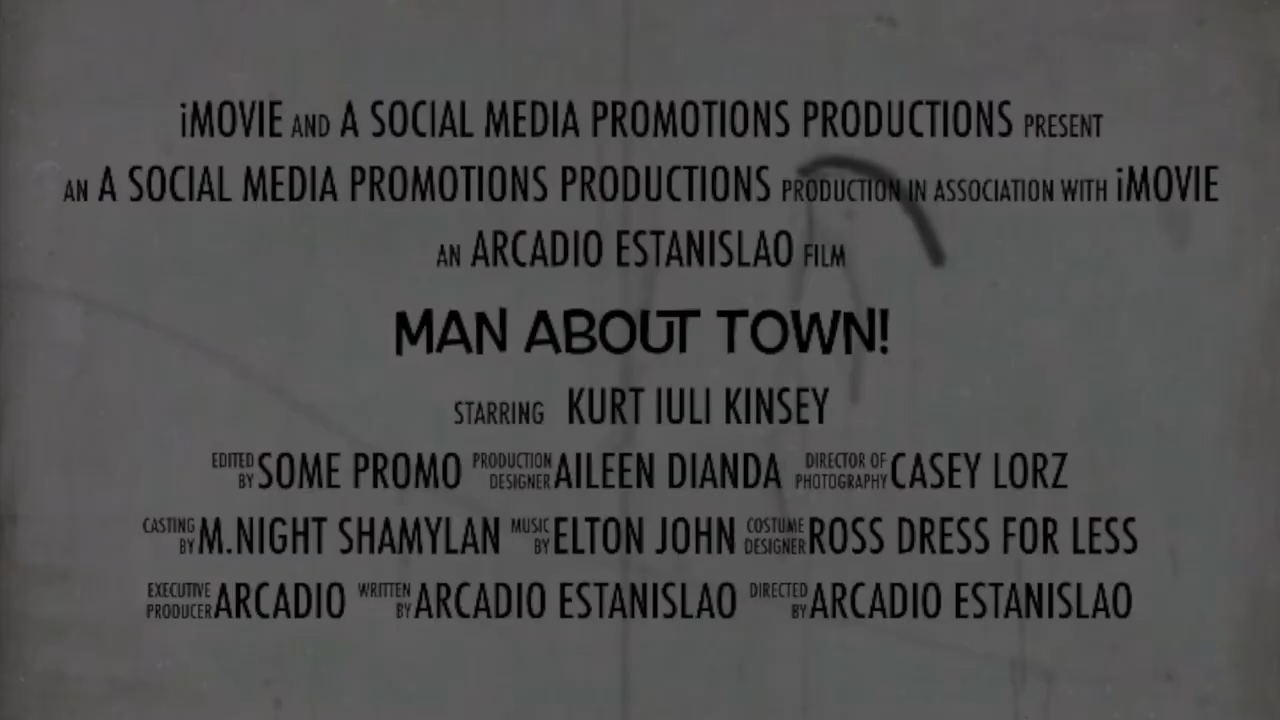 iMOVIE AND A SOCIAL MEDIA PROMOTIONS PRODUCTIONS PRESENT
AN A SOCIAL MEDIA PROMOTIONS PRODUCTIONS PRODUCTION IN ASSOCIATION WITH iMOVIE
AN ARCADIO ESTANISLAO FILM
MAN ABOUT TOWN!
STARRING KURT IULI KINSEY
EDITED BY SOME PROMO PRODUCTION DESIGNER AILEEN DIANDA DIRECTOR OF PHOTOGRAPHY CASEY LORZ
CASTING BY M.NIGHT SHAMYLAN MUSIC BY ELTON JOHN COSTUME DESIGNER ROSS DRESS FOR LESS
EXECUTIVE PRODUCER ARCADIO WRITTEN BY ARCADIO ESTANISLAO DIRECTED BY ARCADIO ESTANISLAO